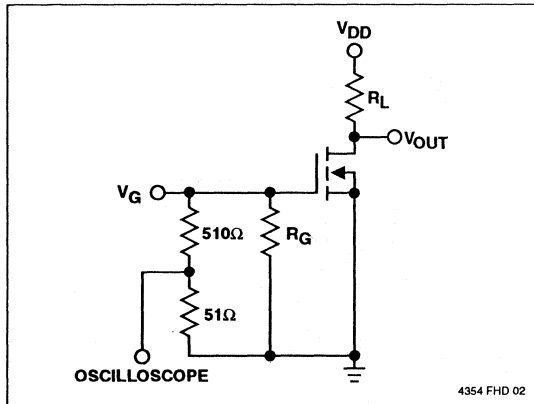 VDD
RL
VOUT
VG
510Ω
RG
51Ω
OSCILLOSCOPE
4354 FHD 02